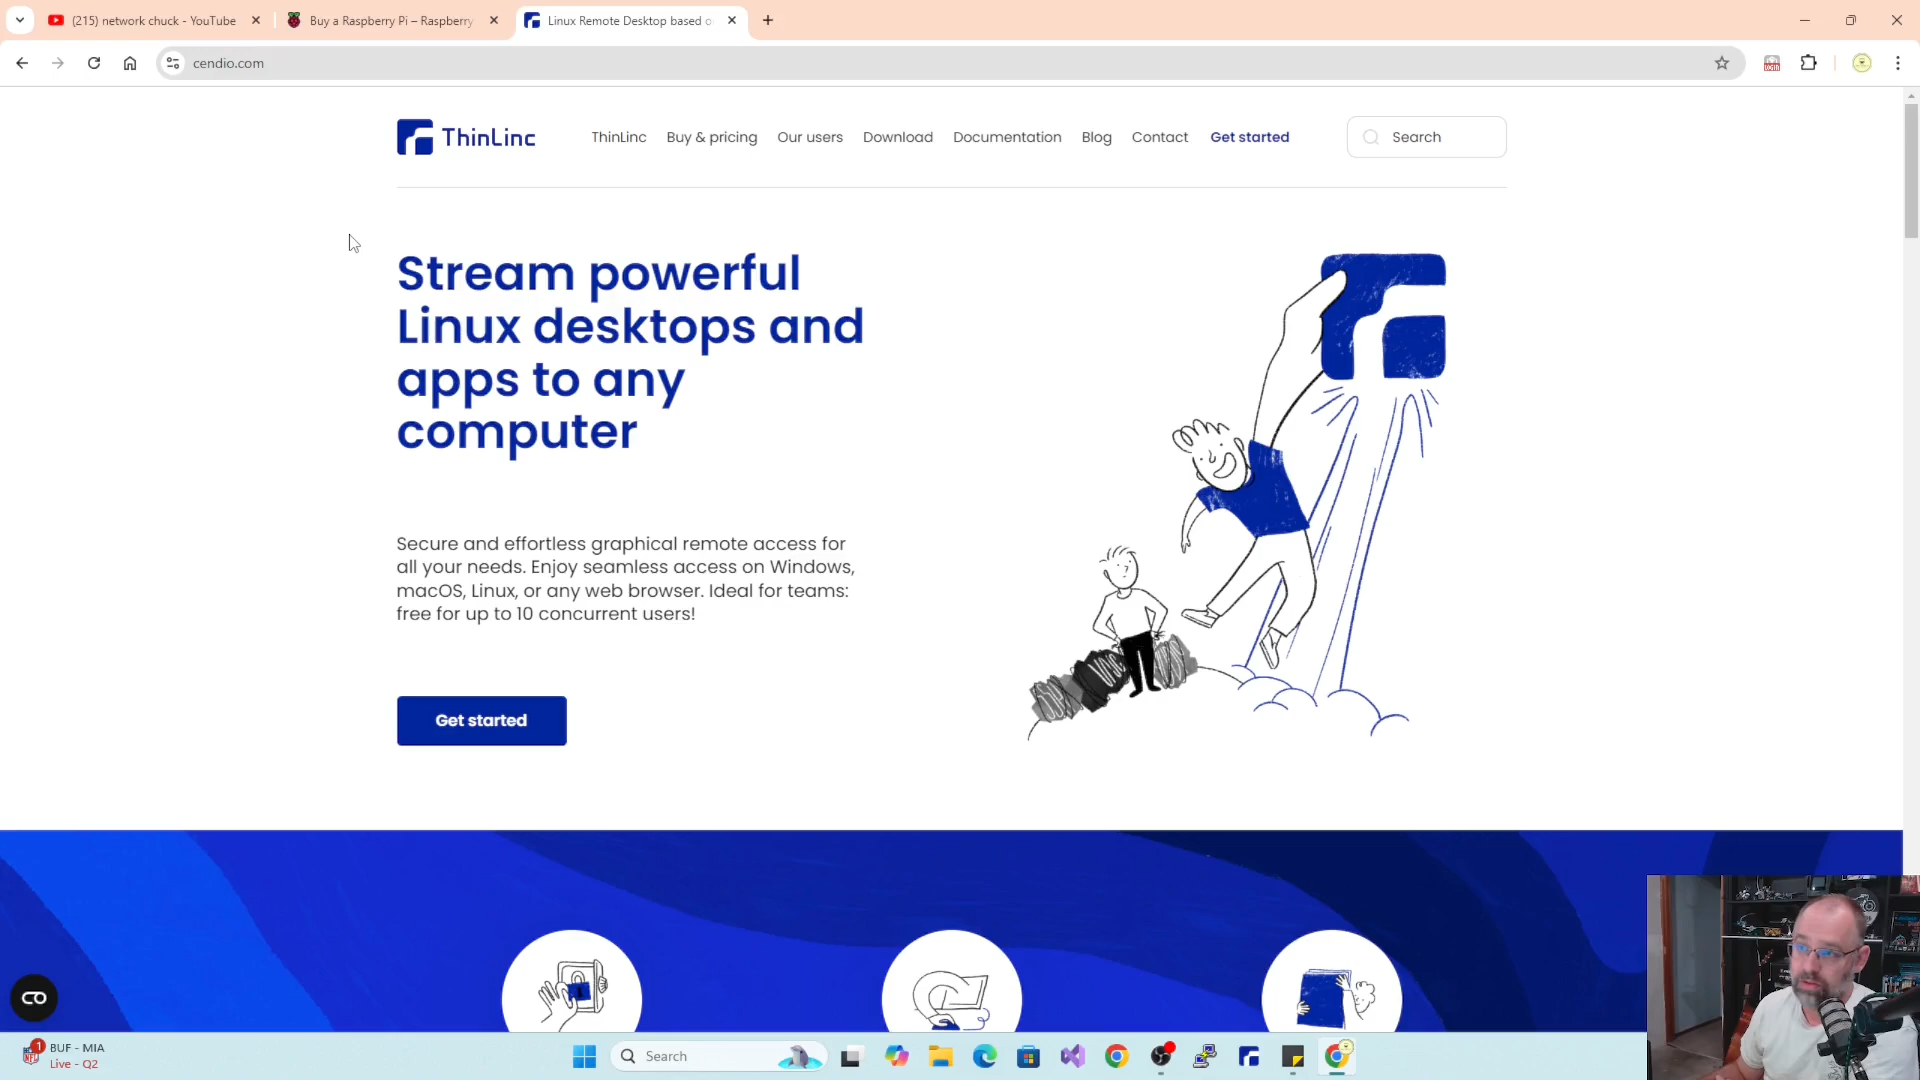 (215) network chuck - YouTube
Buy a Raspberry Pi – Raspberry
Linux Remote Desktop based o
cendio.com
ThinLinc
ThinLinc
Buy & pricing
Our users
Download
Documentation
Blog
Contact
Get started
Search
Stream powerful
Linux desktops and
apps to any
computer
Secure and effortless graphical remote access for
all your needs. Enjoy seamless access on Windows,
macOS, Linux, or any web browser. Ideal for teams:
free for up to 10 concurrent users!
Get started
1
BUF - MIA
Live - Q2
Search